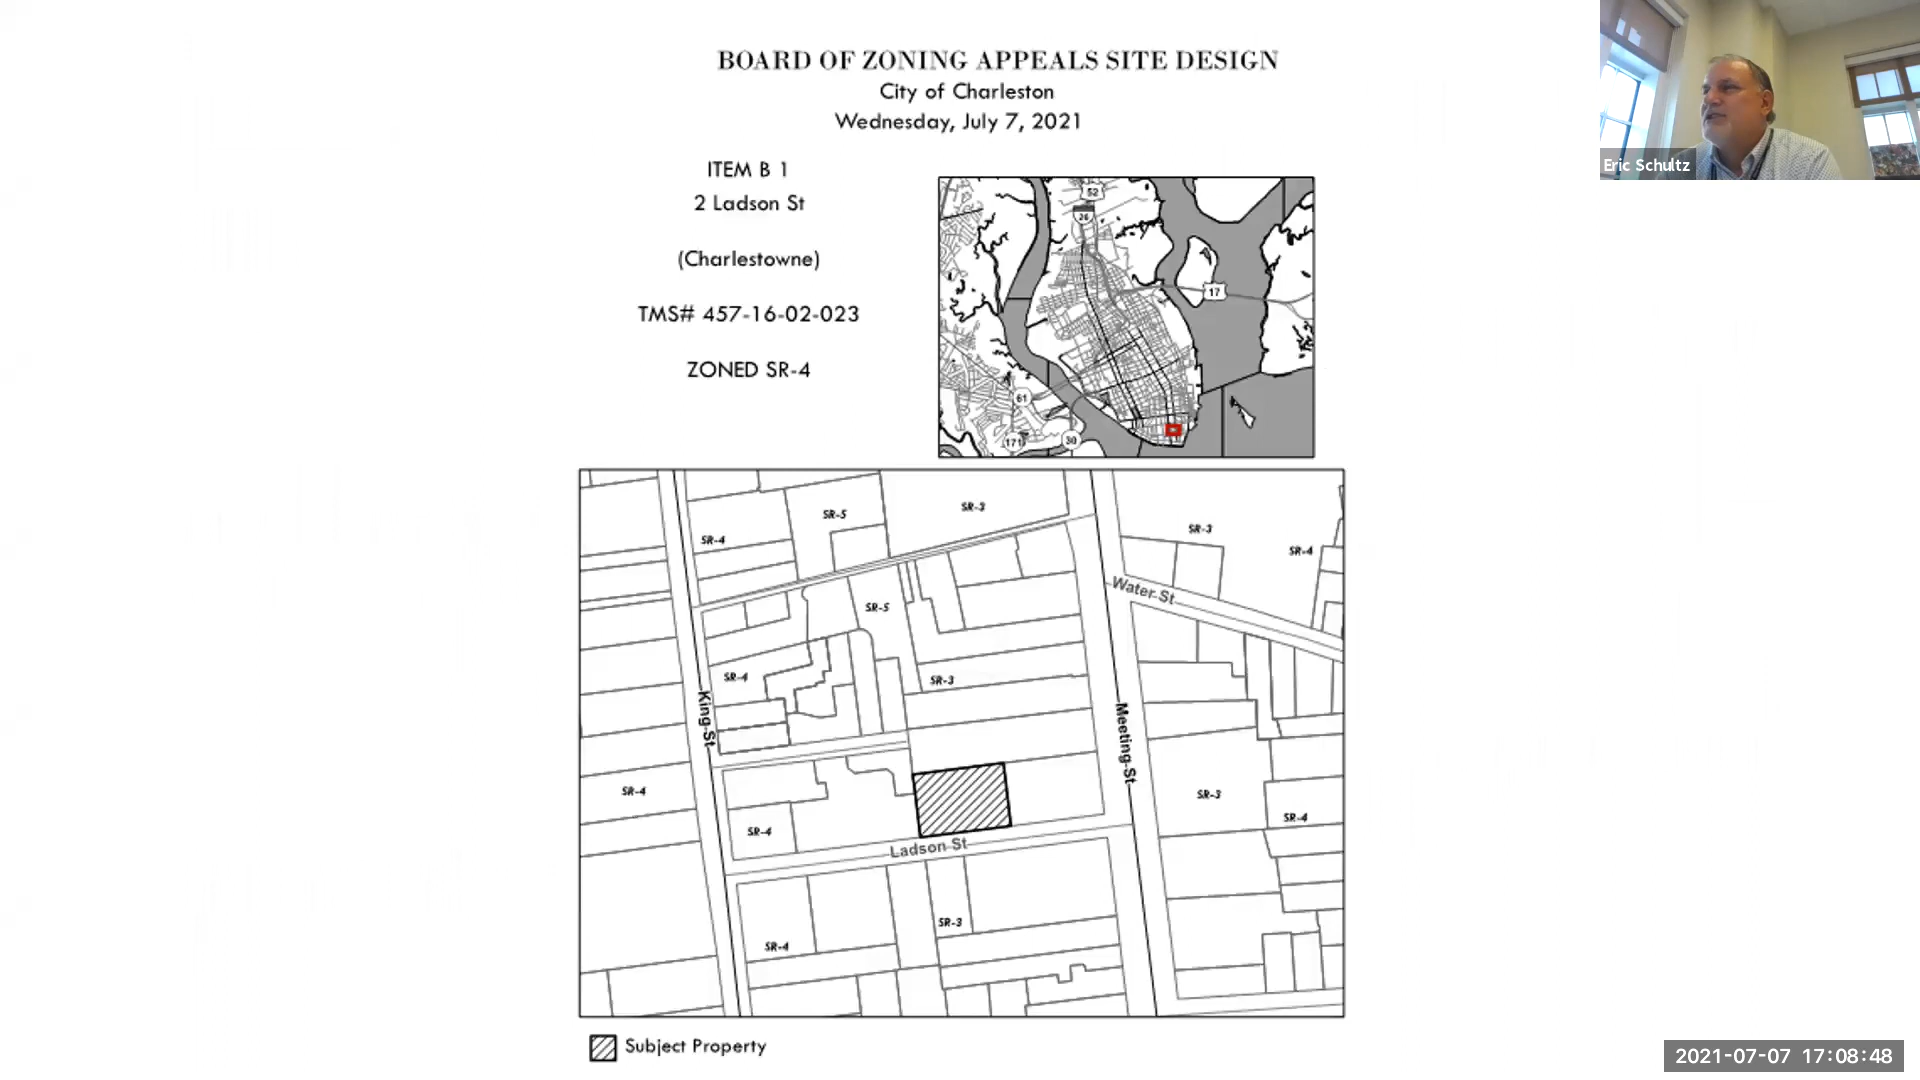 BOARD OF ZONING APPEALS SITE DESIGN
City of Charleston
Wednesday, July 7, 2021
ITEM B 1
2 Ladson St
(Charlestowne)
TMS# 457-16-02-023
ZONED SR-4
Eric Schultz
52
26
17
61
171
30
SR-5
SR-3
SR-4
SR-3
SR-4
Water St
SR-5
SR-4
SR-3
King St
Meeting St
SR-4
SR-3
SR-4
SR-4
Ladson St
SR-3
SR-4
Subject Property
2021-07-07 17:08:48